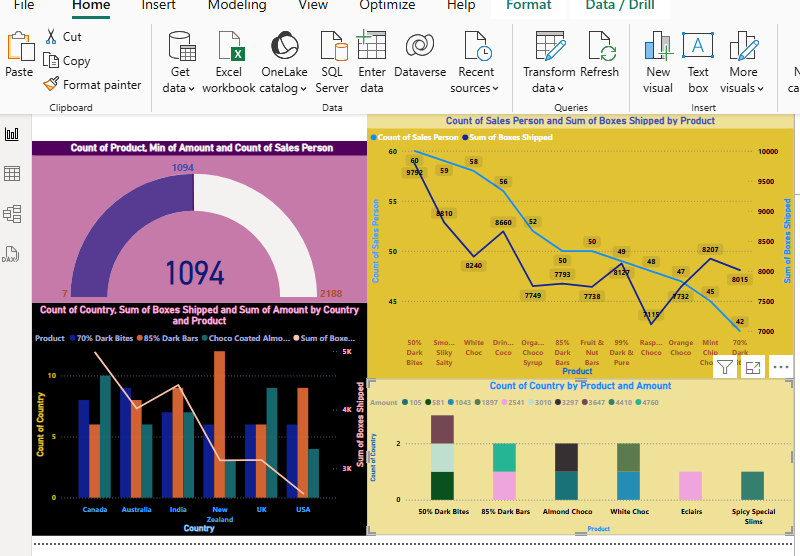 File Home Insert Modeling View Optimize Help Format Data / Drill
Paste
Cut
Copy
Format painter
Get data
Excel workbook
OneLake catalog
SQL Server
Enter data
Dataverse
Recent sources
Transform data
Refresh
New visual
Text box
More visuals
Clipboard Data Queries Insert
DAX
Count of Product, Min of Amount and Count of Sales Person
1094
1094
7 2188
Count of Sales Person and Sum of Boxes Shipped by Product
Count of Sales Person Sum of Boxes Shipped
Count of Sales Person
60
55
50
45
60 59 58 56 52 50 50 49 48 47 45 42
9792 8810 8240 8660 7749 7793 7738 8127 7115 7732 8207 8015
10000
9500
9000
8500
8000
7500
7000
Sum of Boxes Shipped
50% Dark Bites
Smo... Sliky Salty
White Choc
Drin... Coco
Orga... Choco Syrup
85% Dark Bars
Fruit & Nut Bars
99% Dark & Pure
Rasp... Choco
Orange Choco
Mint Chip
70% Dark
Product
Count of Country, Sum of Boxes Shipped and Sum of Amount by Country
and Product
Product 70% Dark Bites 85% Dark Bars Choco Coated Almo... Sum of Boxe...
Count of Country
10
5
0
5K
4K
3K
Sum of Boxes Shipped
Canada Australia India New Zealand UK USA
Country
Count of Country by Product and Amount
Amount 105 581 1043 1897 2541 3010 3297 3647 4410 4760
Count of Country
2
0
50% Dark Bites 85% Dark Bars Almond Choco White Choc Eclairs Spicy Special Slims
Product